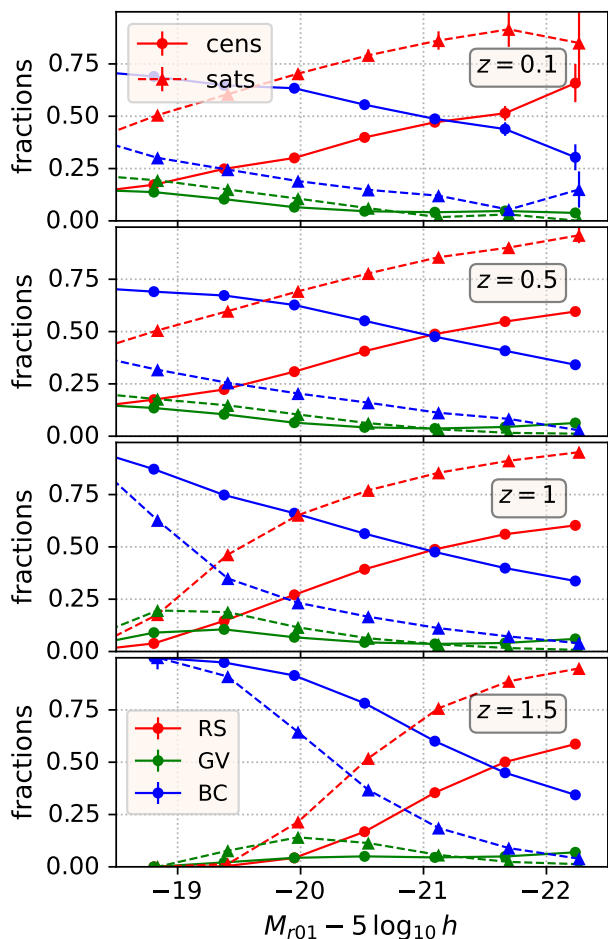 cens
sats
z = 0.1
0.75
0.50
0.25
0.00
fractions
z = 0.5
0.75
0.50
0.25
0.00
fractions
z = 1
0.75
0.50
0.25
0.00
fractions
z = 1.5
RS
GV
BC
0.75
0.50
0.25
0.00
fractions
−19 −20 −21 −22
M_{r01} − 5 log_{10} h